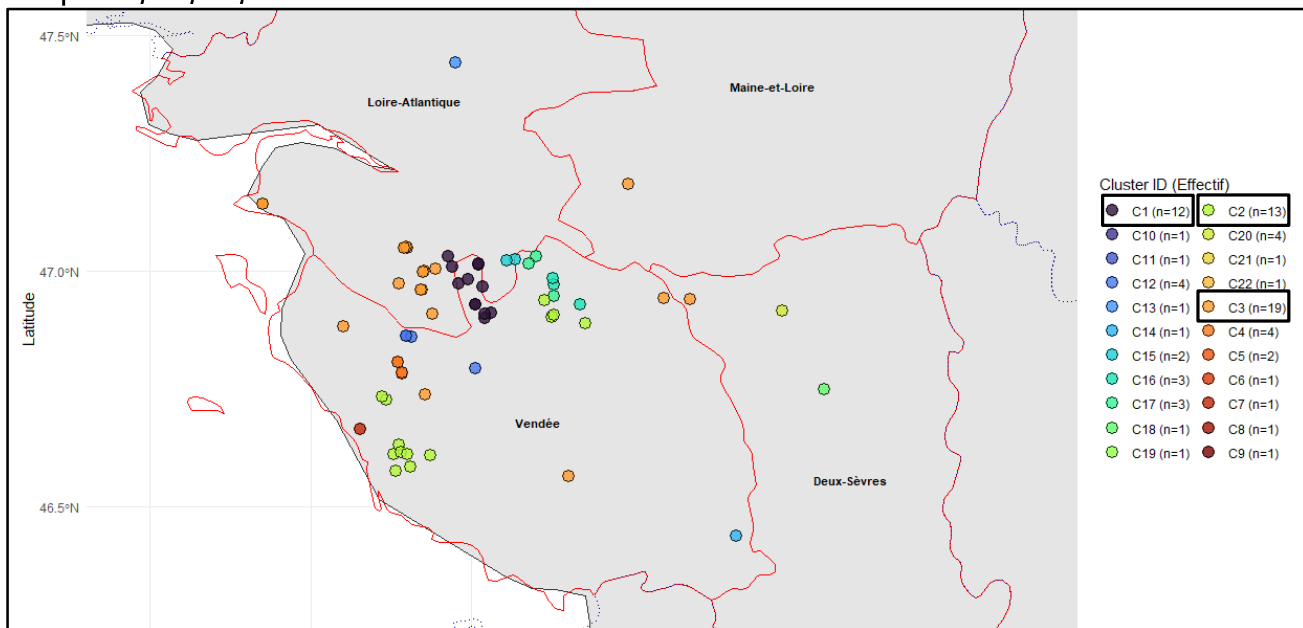 47.5°N
Maine-et-Loire
Loire-Atlantique
Cluster ID (Effectif)
C1 (n=12) C2 (n=13)
C10 (n=1) C20 (n=4)
C11 (n=1) C21 (n=1)
C12 (n=4) C22 (n=1)
C13 (n=1) C3 (n=19)
C14 (n=1) C4 (n=4)
C15 (n=2) C5 (n=2)
C16 (n=3) C6 (n=1)
C17 (n=3) C7 (n=1)
C18 (n=1) C8 (n=1)
C19 (n=1) C9 (n=1)
47.0°N
Latitude
Vendée
Deux-Sèvres
46.5°N